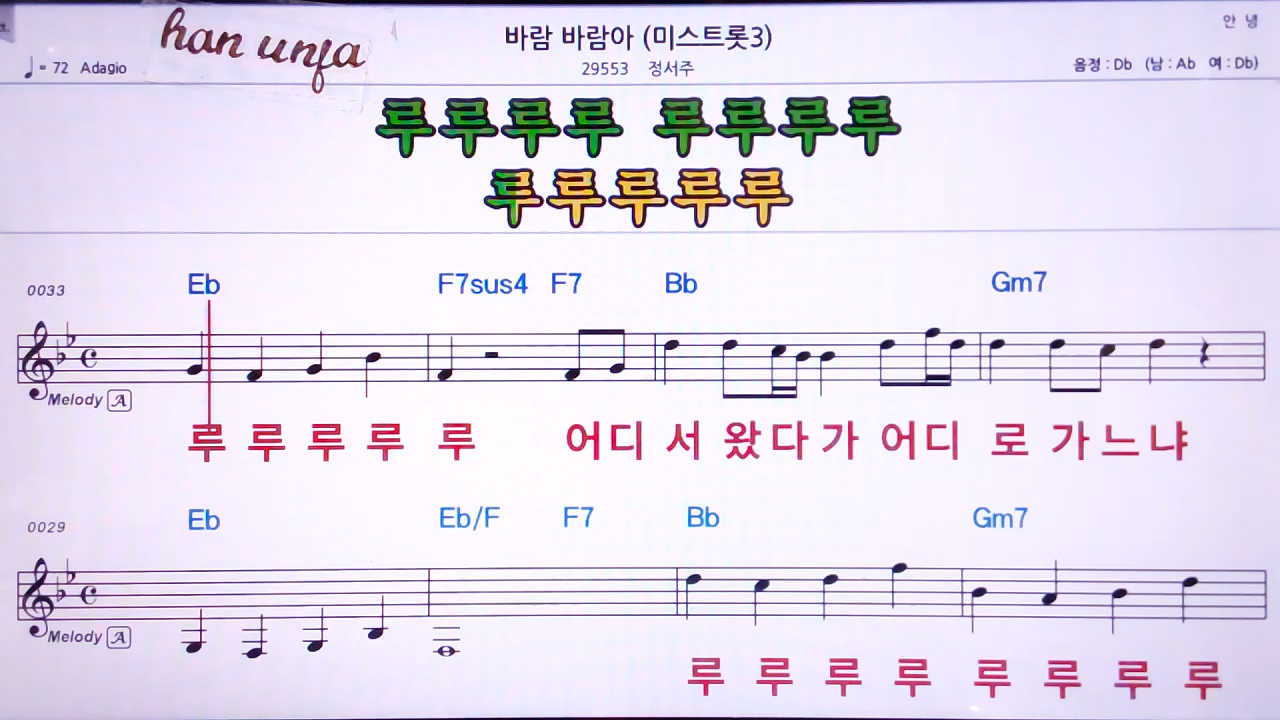 han unfa
바람 바람아 (미스트롯3)
안 녕
♩= 72 Adagio
29553 정서주
음정 : Db (남 : Ab 여 : Db)
루루루루 루루루루
루루루루루
0033 Eb F7sus4 F7 Bb Gm7
Melody A
루 루 루 루 루 어디 서 왔다가 어디 로 가느냐
0029 Eb Eb/F F7 Bb Gm7
Melody A
루 루 루 루 루 루 루 루